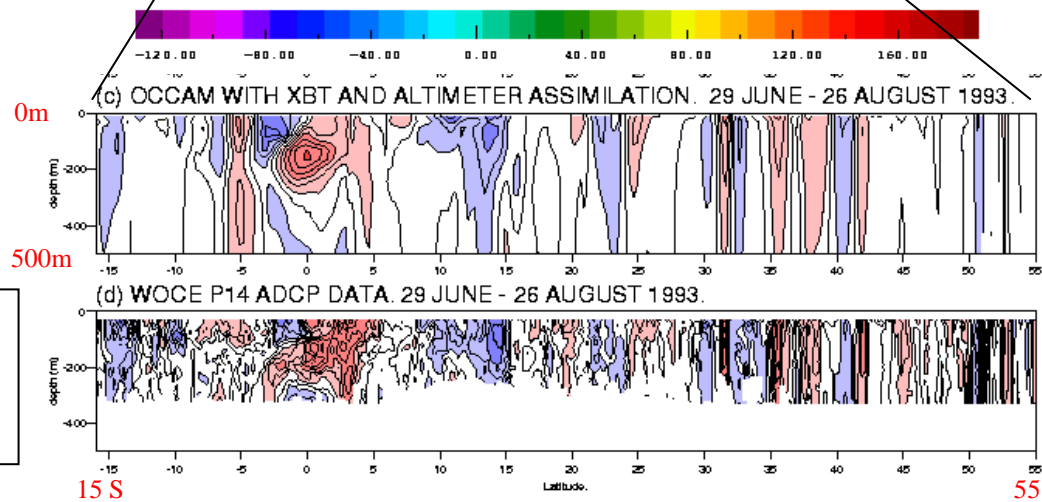 -120.00 -80.00 -40.00 0.00 40.00 80.00 120.00 160.00
(c) OCCAM WITH XBT AND ALTIMETER ASSIMILATION. 29 JUNE - 26 AUGUST 1993.
0m
0
-200
-400
depth(m)
500m
-15 -10 -5 0 5 10 15 20 25 30 35 40 45 50 55
(d) WOCE P14 ADCP DATA. 29 JUNE - 26 AUGUST 1993.
0
-200
-400
depth(m)
-15 -10 -5 0 5 10 15 20 25 30 35 40 45 50 55
15 S
Latitude.
55